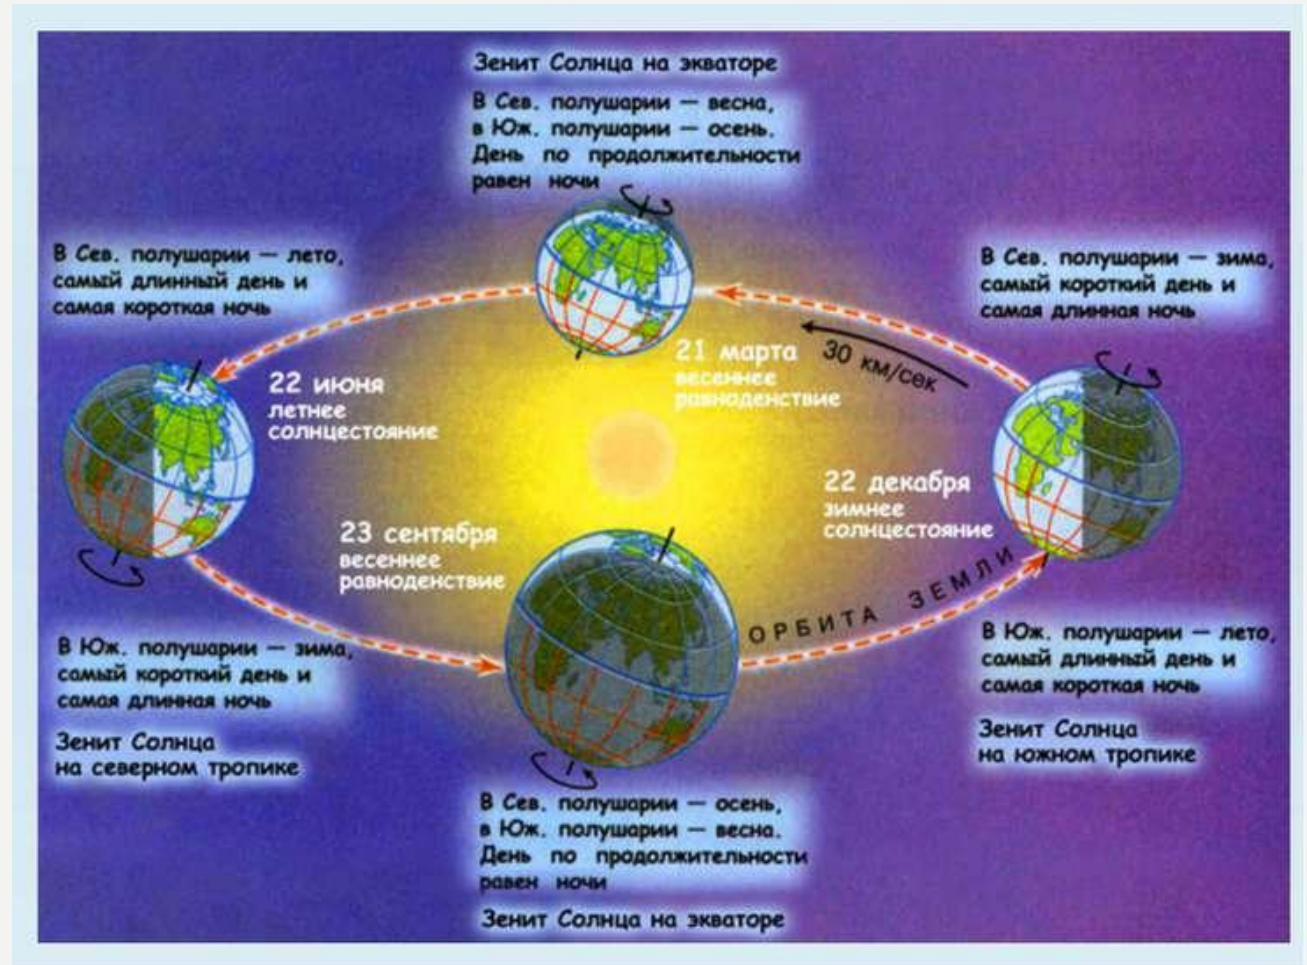 Зенит Солнца на экваторе
В Сев. полушарии — весна,
в Юж. полушарии — осень.
День по продолжительности
равен ночи
В Сев. полушарии — лето,
самый длинный день и
самая короткая ночь
В Сев. полушарии — зима,
самый короткий день и
самая длинная ночь
21 марта
весеннее
равноденствие
30 км/сек
22 июня
летнее
солнцестояние
22 декабря
зимнее
солнцестояние
23 сентября
весеннее
равноденствие
ОРБИТА ЗЕМЛИ
В Юж. полушарии — зима,
самый короткий день и
самая длинная ночь
Зенит Солнца
на северном тропике
В Юж. полушарии — лето,
самый длинный день и
самая короткая ночь
Зенит Солнца
на южном тропике
В Сев. полушарии — осень,
в Юж. полушарии — весна.
День по продолжительности
равен ночи
Зенит Солнца на экваторе